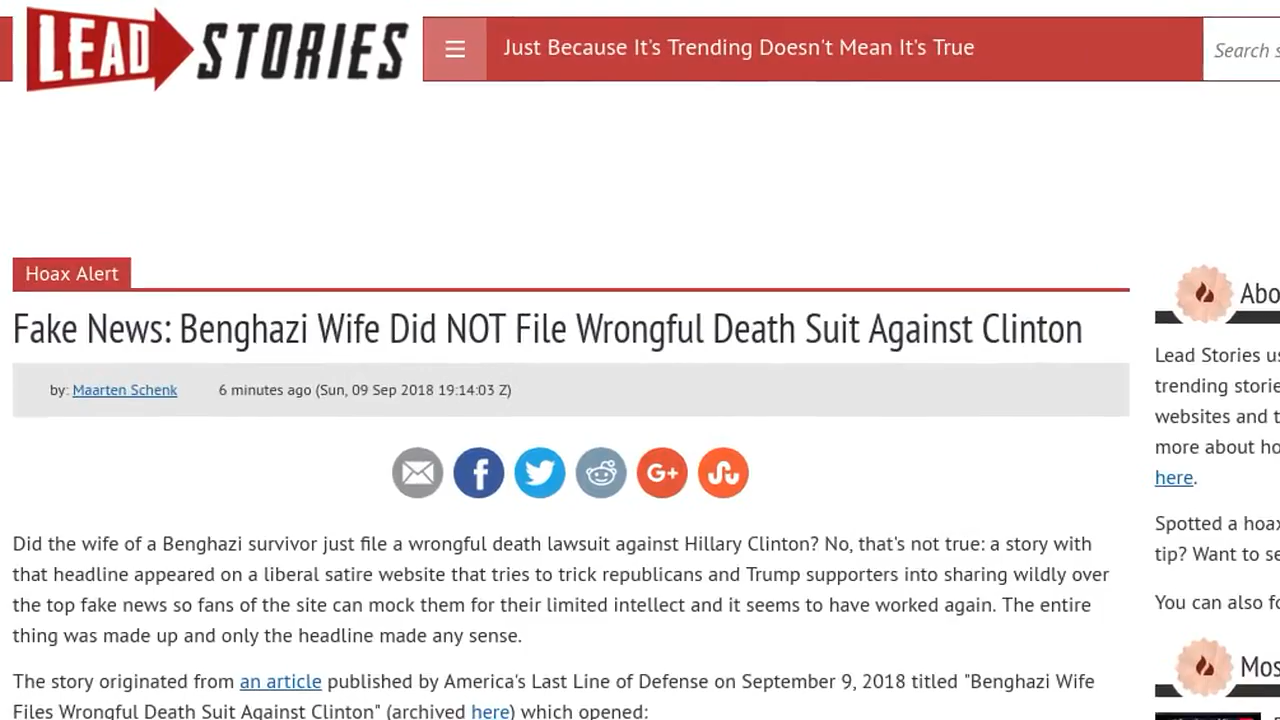 LEAD STORIES
Just Because It's Trending Doesn't Mean It's True
Search s
Hoax Alert
Fake News: Benghazi Wife Did NOT File Wrongful Death Suit Against Clinton
by: Maarten Schenk 6 minutes ago (Sun, 09 Sep 2018 19:14:03 Z)
G+
Did the wife of a Benghazi survivor just file a wrongful death lawsuit against Hillary Clinton? No, that's not true: a story with
that headline appeared on a liberal satire website that tries to trick republicans and Trump supporters into sharing wildly over
the top fake news so fans of the site can mock them for their limited intellect and it seems to have worked again. The entire
thing was made up and only the headline made any sense.
The story originated from an article published by America's Last Line of Defense on September 9, 2018 titled "Benghazi Wife
Files Wrongful Death Suit Against Clinton" (archived here) which opened:
Abo
Lead Stories us
trending storie
websites and t
more about ho
here.
Spotted a hoax
tip? Want to se
You can also fo
Mos